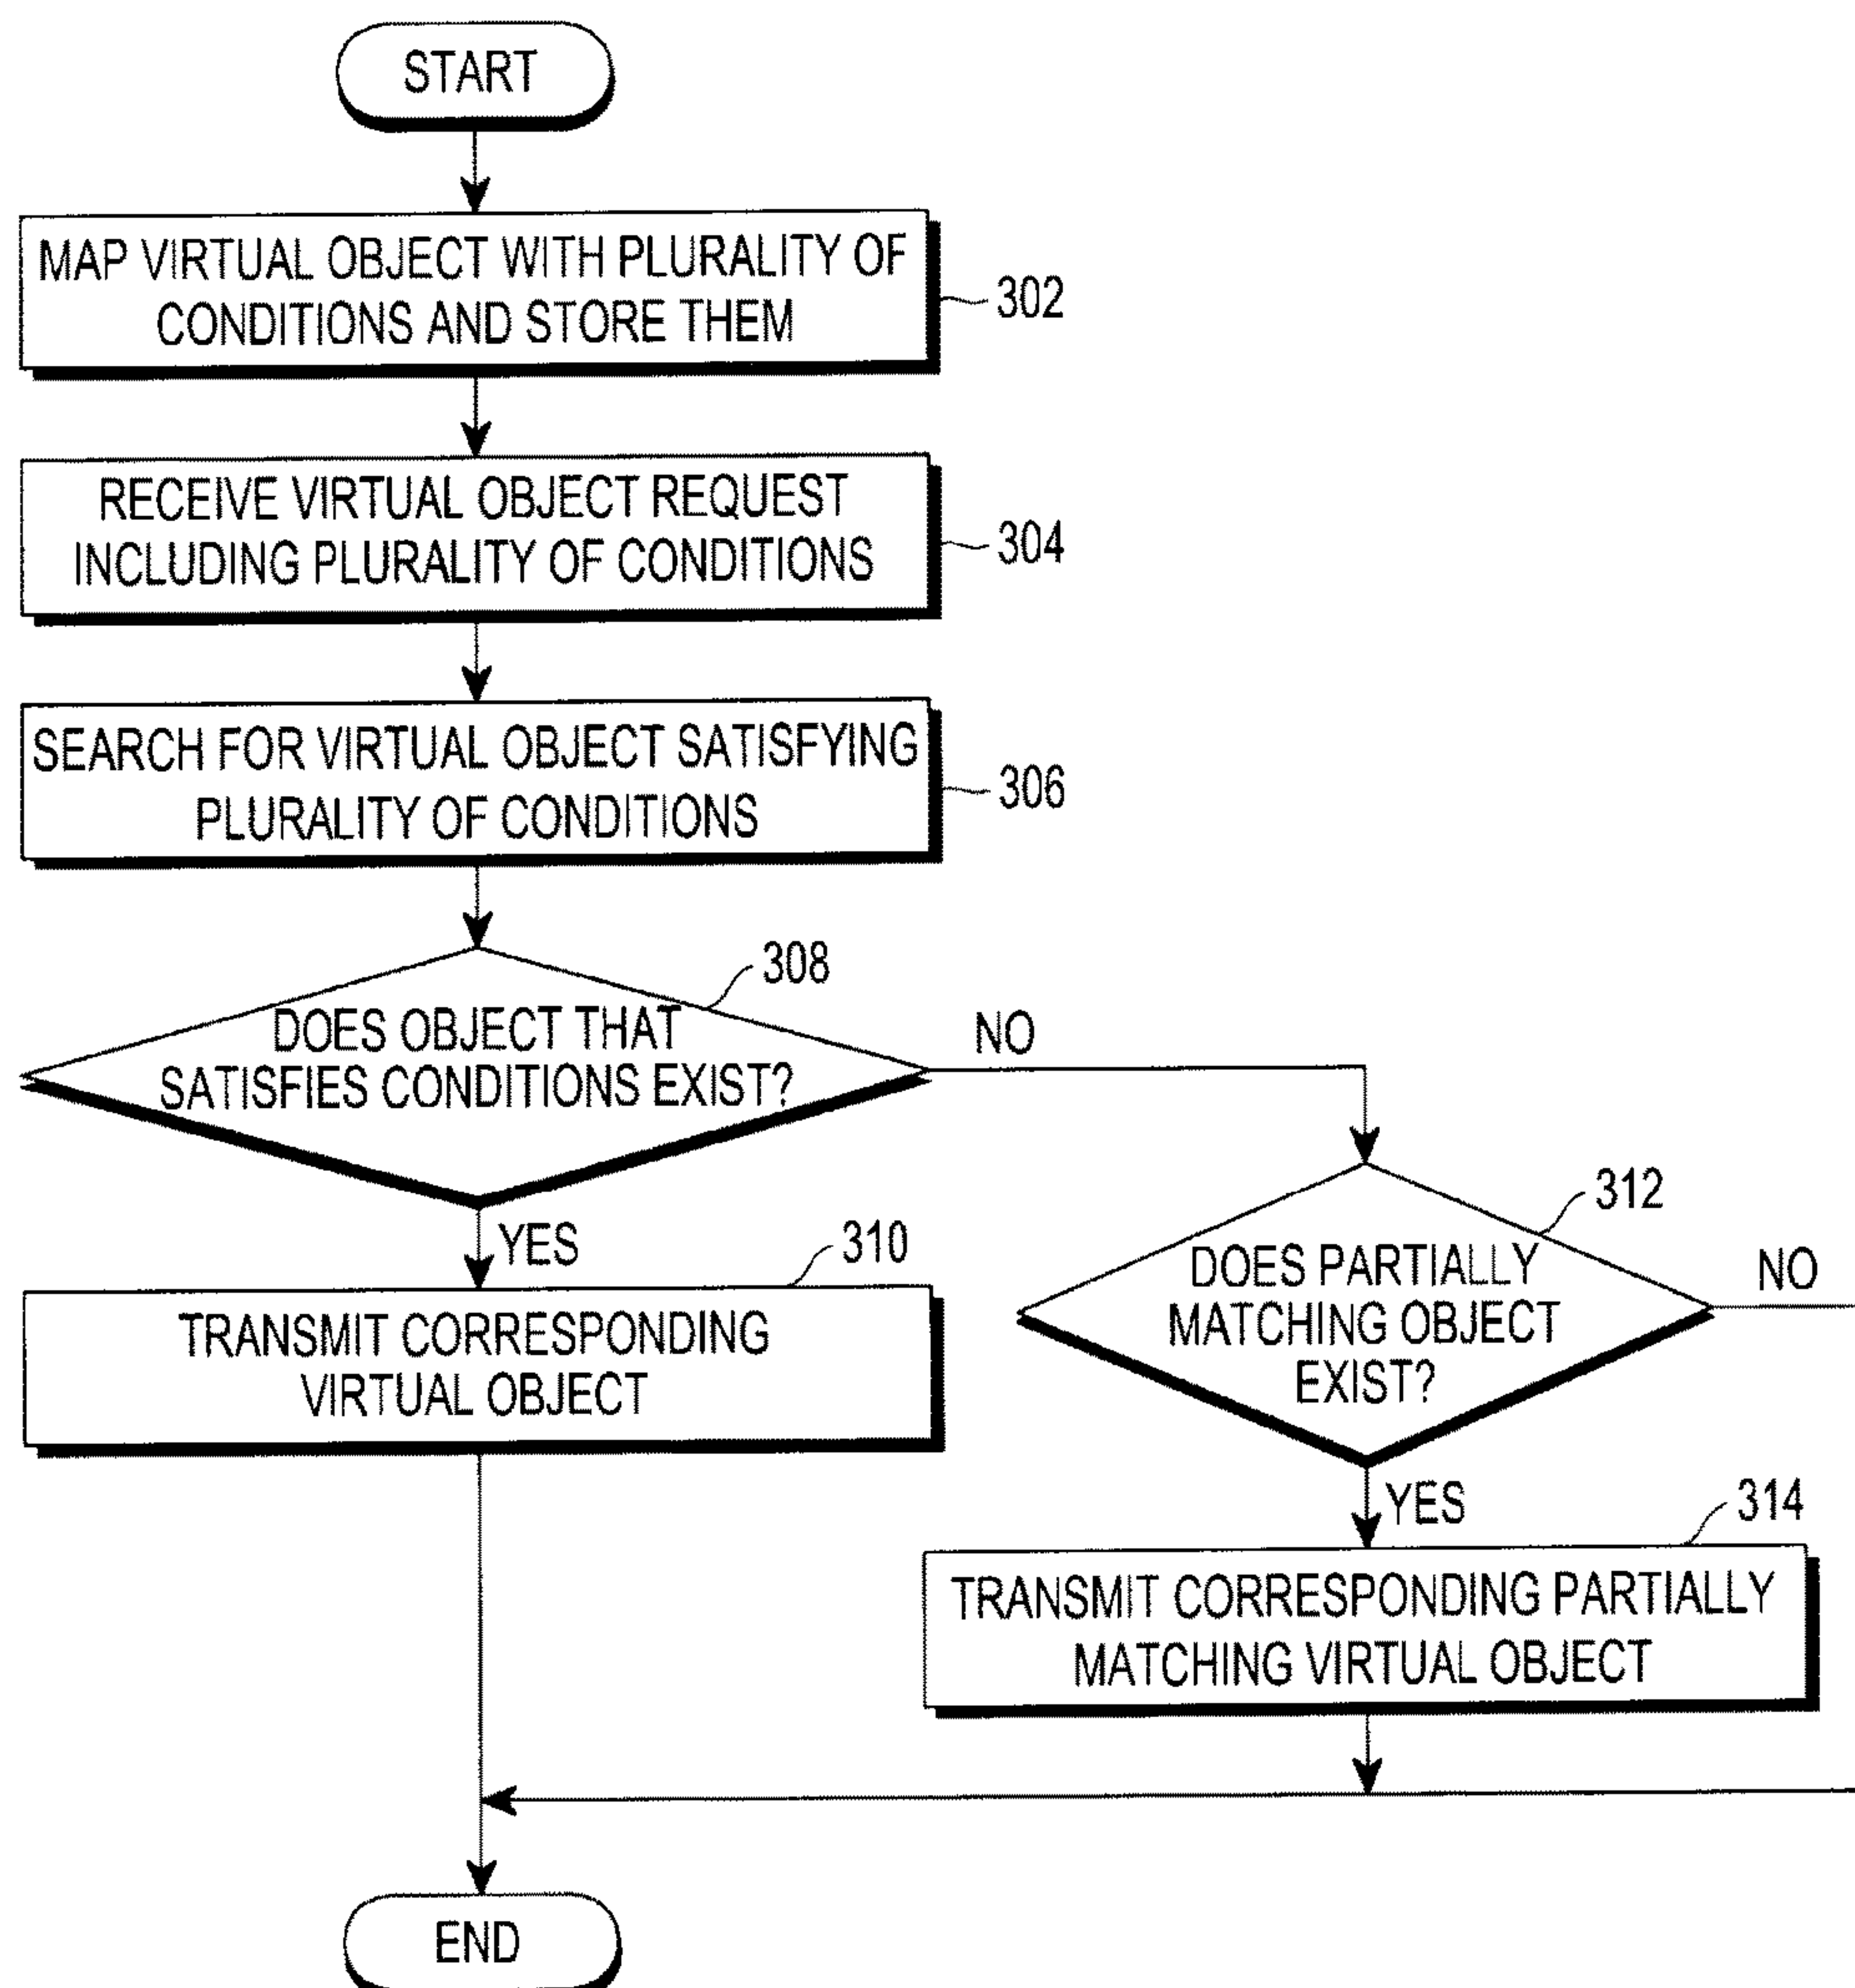 START
MAP VIRTUAL OBJECT WITH PLURALITY OF
CONDITIONS AND STORE THEM
302
RECEIVE VIRTUAL OBJECT REQUEST
INCLUDING PLURALITY OF CONDITIONS
304
SEARCH FOR VIRTUAL OBJECT SATISFYING
PLURALITY OF CONDITIONS
306
308
DOES OBJECT THAT
SATISFIES CONDITIONS EXIST?
NO
YES
310
TRANSMIT CORRESPONDING
VIRTUAL OBJECT
312
DOES PARTIALLY
MATCHING OBJECT
EXIST?
NO
YES
314
TRANSMIT CORRESPONDING PARTIALLY
MATCHING VIRTUAL OBJECT
END